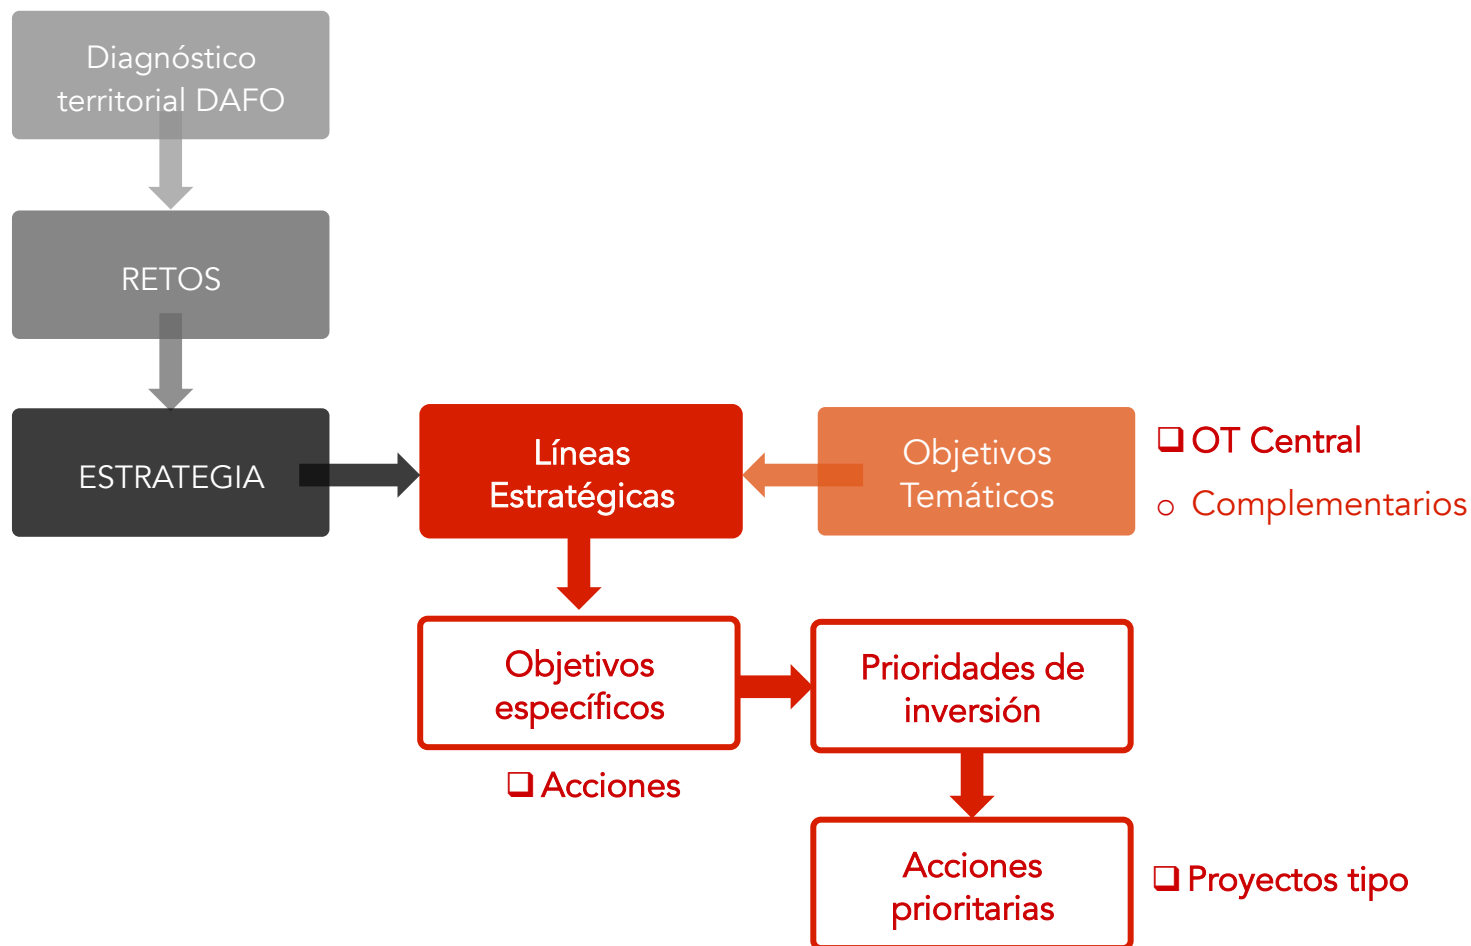 Diagnóstico
territorial DAFO
RETOS
ESTRATEGIA
Líneas
Estratégicas
Objetivos
Temáticos
❑ OT Central
o Complementarios
Objetivos
específicos
❑ Acciones
Prioridades de
inversión
Acciones
prioritarias
❑ Proyectos tipo